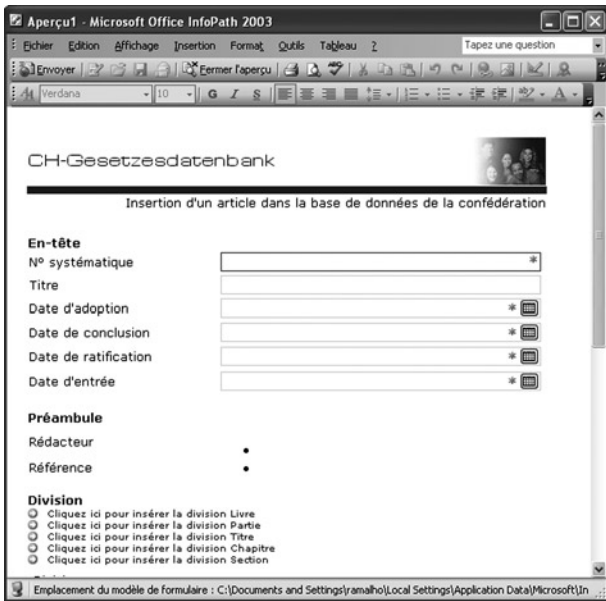 Aperçu1 - Microsoft Office InfoPath 2003
Fichier Edition Affichage Insertion Format Outils Tableau ? Tapez une question
Envoyer Fermer l'aperçu
Verdana 10 G I S
CH-Gesetzesdatenbank
Insertion d'un article dans la base de données de la confédération
En-tête
Nº systématique *
Titre
Date d'adoption *
Date de conclusion *
Date de ratification *
Date d'entrée *
Préambule
Rédacteur •
Référence •
Division
Cliquez ici pour insérer la division Livre
Cliquez ici pour insérer la division Partie
Cliquez ici pour insérer la division Titre
Cliquez ici pour insérer la division Chapitre
Cliquez ici pour insérer la division Section
Emplacement du modèle de formulaire : C:\Documents and Settings\ramalho\Local Settings\Application Data\Microsoft\In